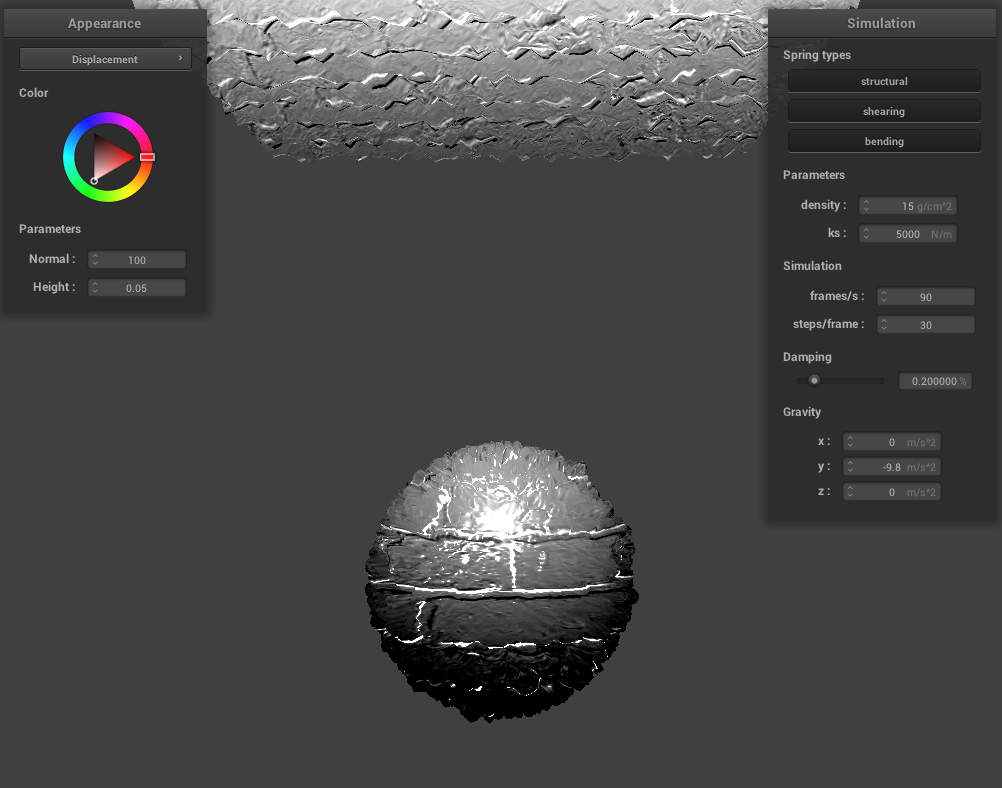 Appearance
Displacement
Color
Parameters
Normal : 100
Height : 0.05
Simulation
Spring types
structural
shearing
bending
Parameters
density : 15 g/cm^2
ks : 5000 N/m
Simulation
frames/s : 90
steps/frame : 30
Damping
0.200000 %
Gravity
x : 0 m/s^2
y : -9.8 m/s^2
z : 0 m/s^2